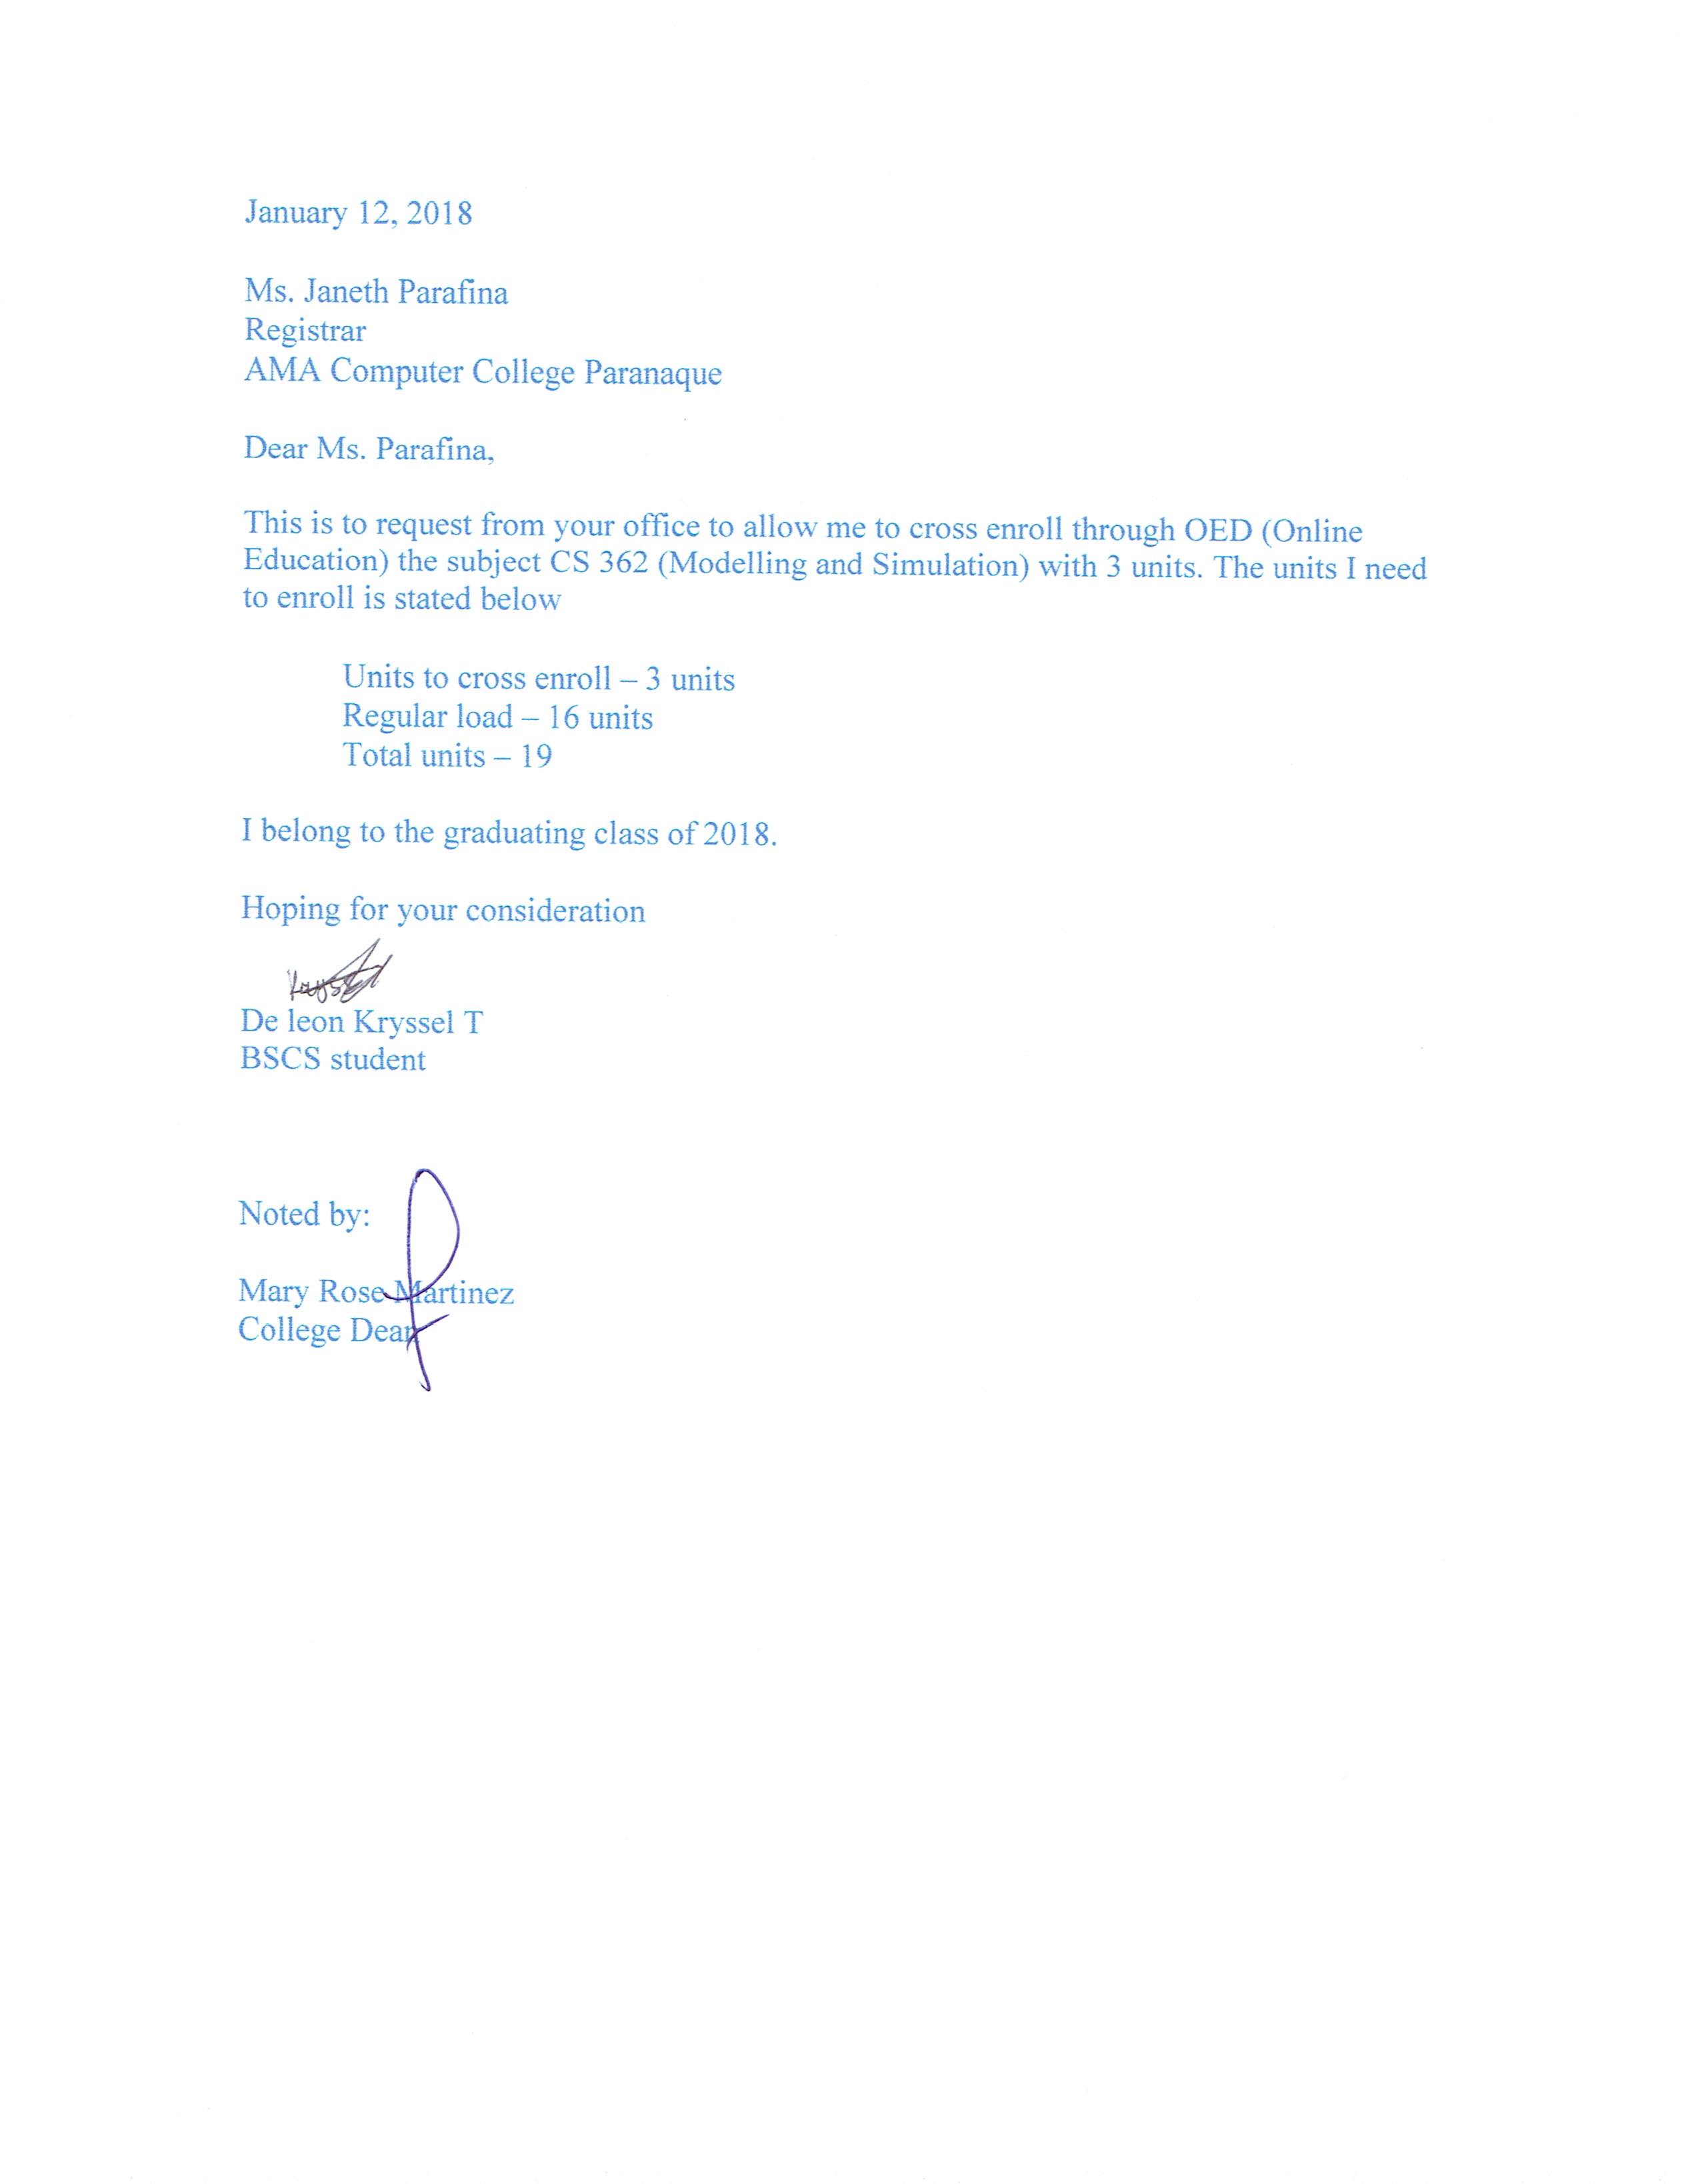 January 12, 2018
Ms. Janeth Parafina
Registrar
AMA Computer College Paranaque
Dear Ms. Parafina,
This is to request from your office to allow me to cross enroll through OED (Online
Education) the subject CS 362 (Modelling and Simulation) with 3 units. The units I need
to enroll is stated below
Units to cross enroll – 3 units
Regular load – 16 units
Total units – 19
I belong to the graduating class of 2018.
Hoping for your consideration
De leon Kryssel T
BSCS student
Noted by:
Mary Rose Martinez
College Dean